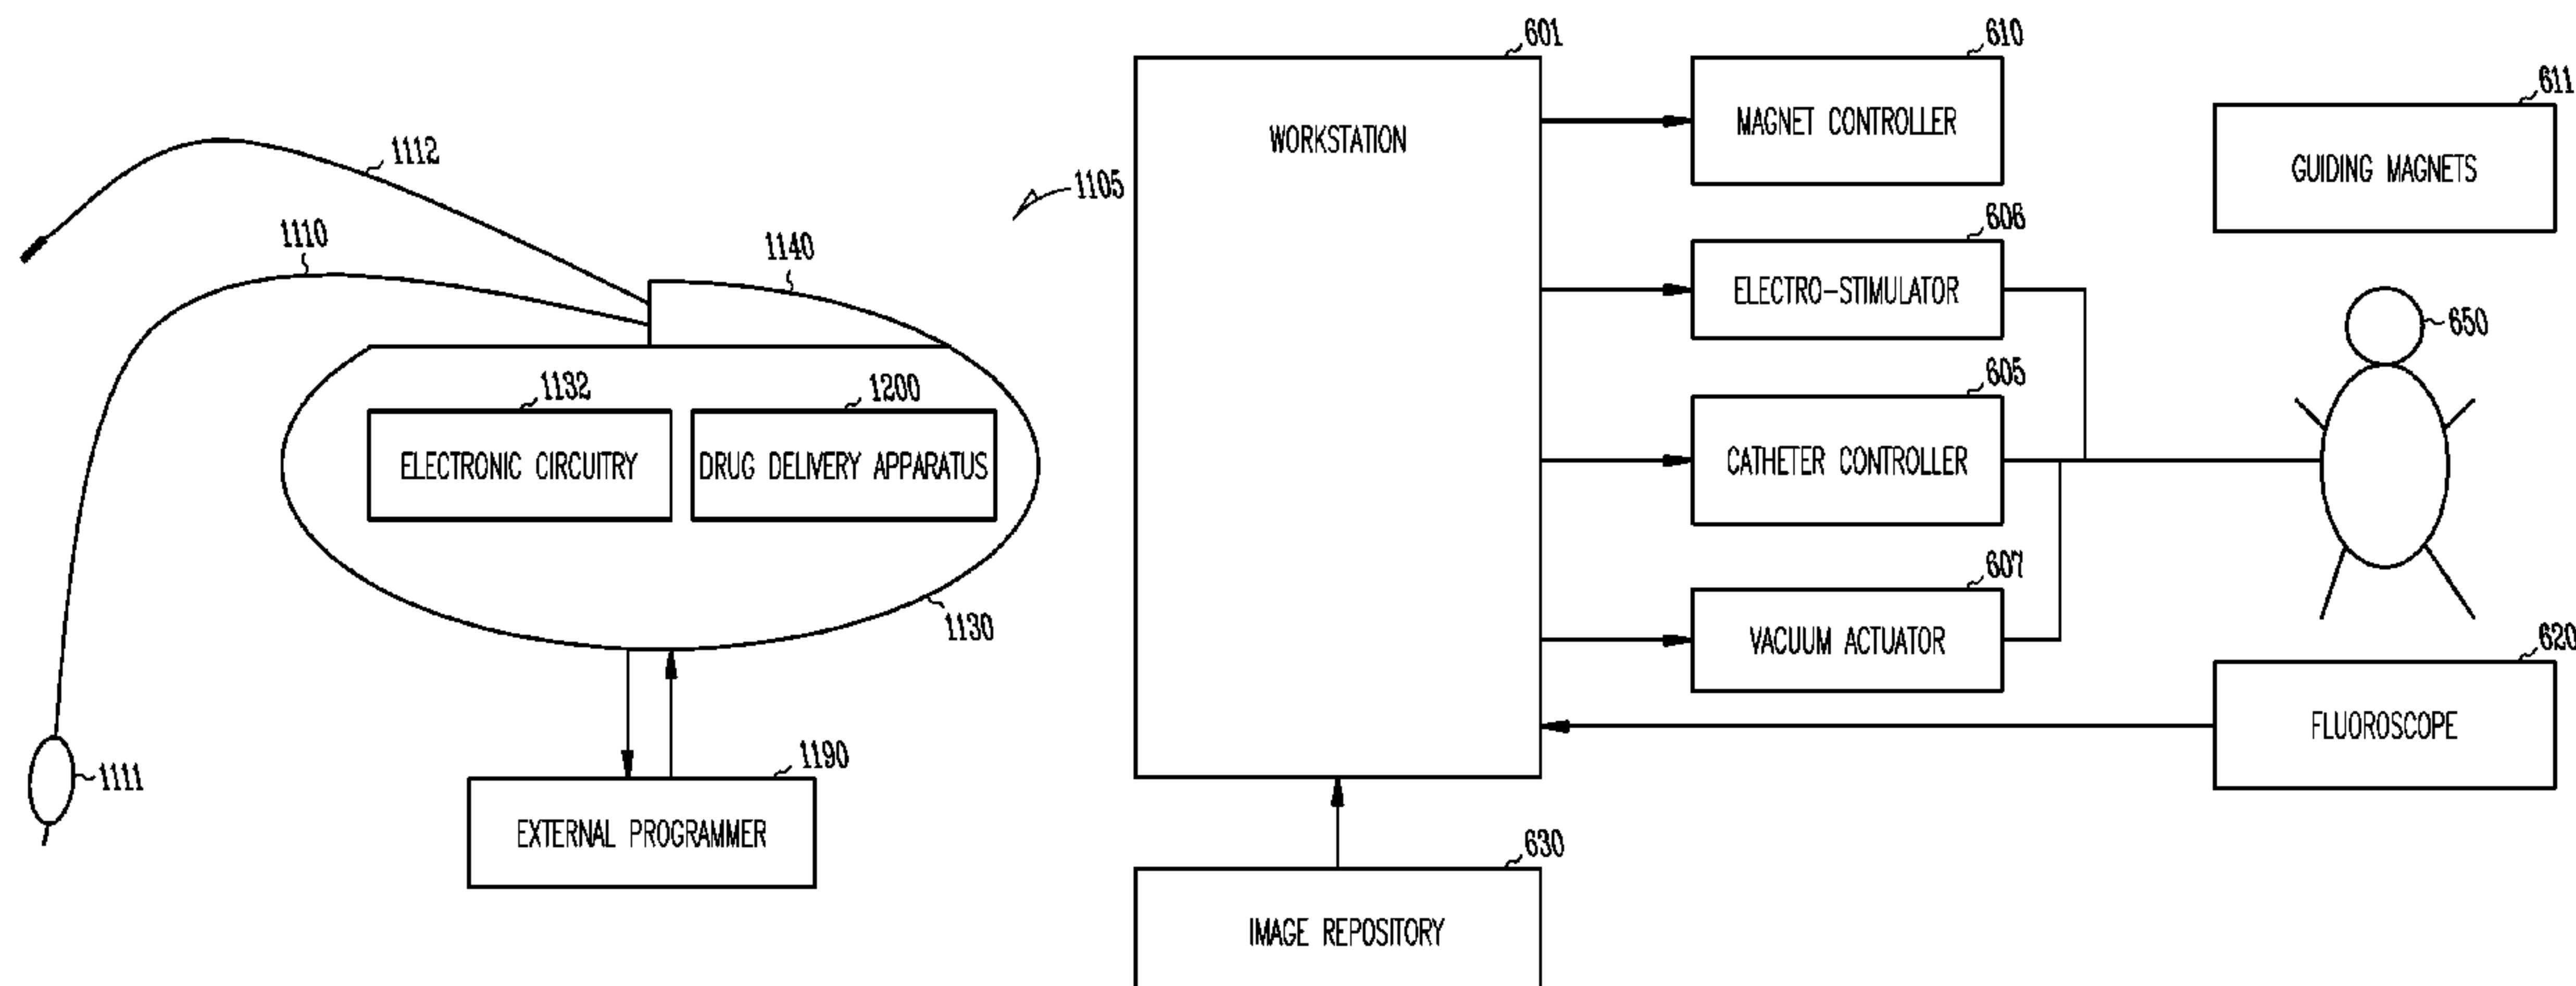 1112
1110
1105
1140
1132
1200
ELECTRONIC CIRCUITRY
DRUG DELIVERY APPARATUS
1130
1111
1190
EXTERNAL PROGRAMMER
601
WORKSTATION
610
MAGNET CONTROLLER
611
GUIDING MAGNETS
606
ELECTRO-STIMULATOR
650
605
CATHETER CONTROLLER
607
VACUUM ACTUATOR
620
FLUOROSCOPE
630
IMAGE REPOSITORY